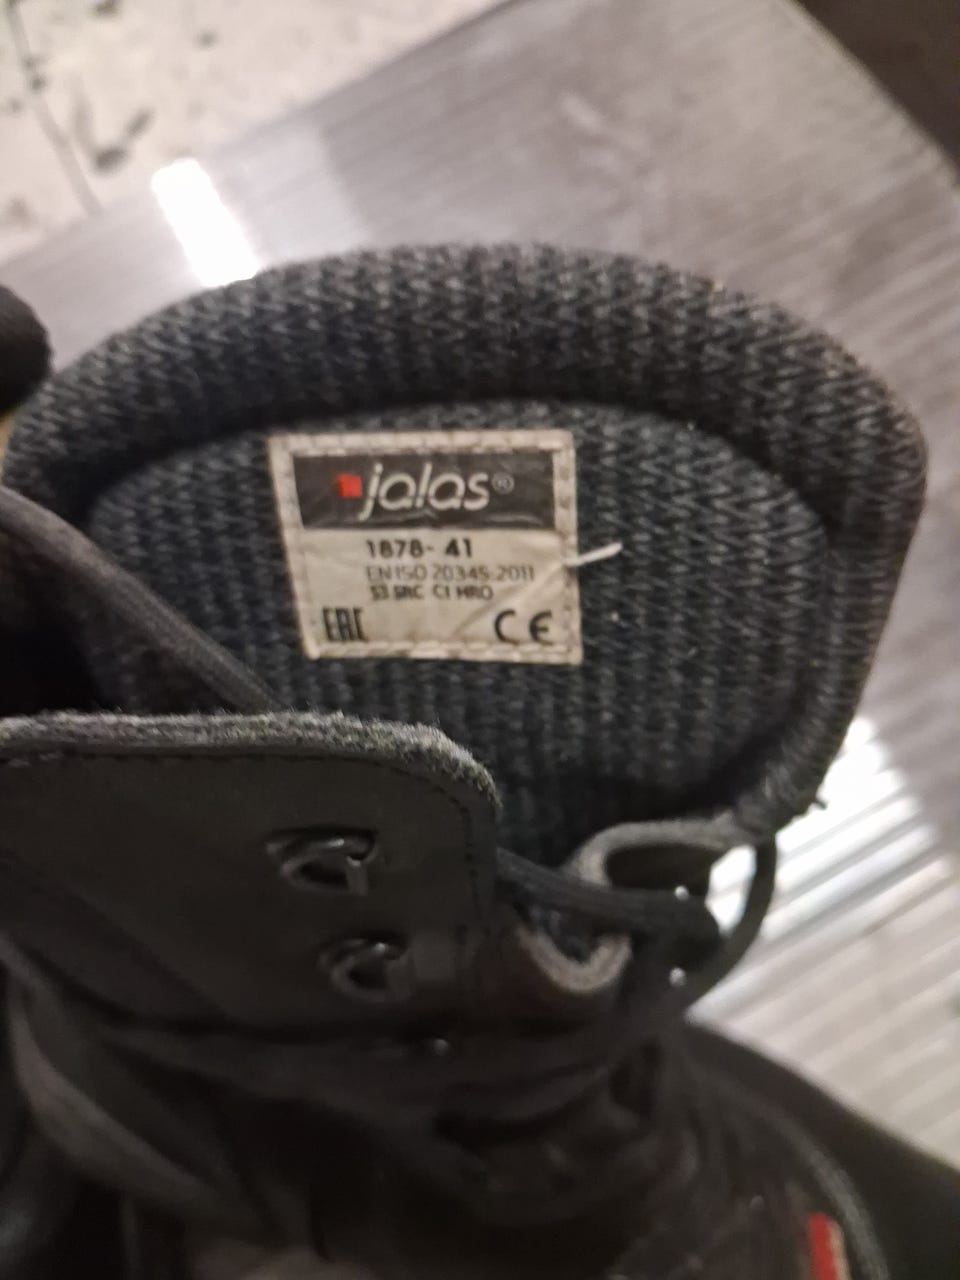 jalas®
1878- 41
EN ISO 20345:2011
S3 SRC CI HRO
EAC CE